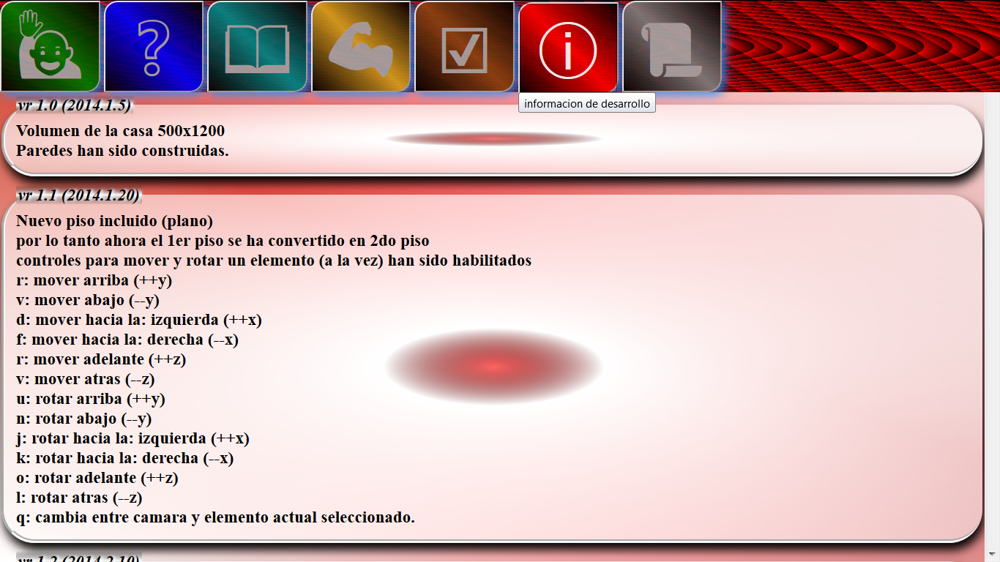 informacion de desarrollo
vr 1.0 (2014.1.5)
Volumen de la casa 500x1200
Paredes han sido construidas.
vr 1.1 (2014.1.20)
Nuevo piso incluido (plano)
por lo tanto ahora el 1er piso se ha convertido en 2do piso
controles para mover y rotar un elemento (a la vez) han sido habilitados
r: mover arriba (++y)
v: mover abajo (--y)
d: mover hacia la: izquierda (++x)
f: mover hacia la: derecha (--x)
r: mover adelante (++z)
v: mover atras (--z)
u: rotar arriba (++y)
n: rotar abajo (--y)
j: rotar hacia la: izquierda (++x)
k: rotar hacia la: derecha (--x)
o: rotar adelante (++z)
l: rotar atras (--z)
q: cambia entre camara y elemento actual seleccionado.
vr 1.2 (2014.2.10)